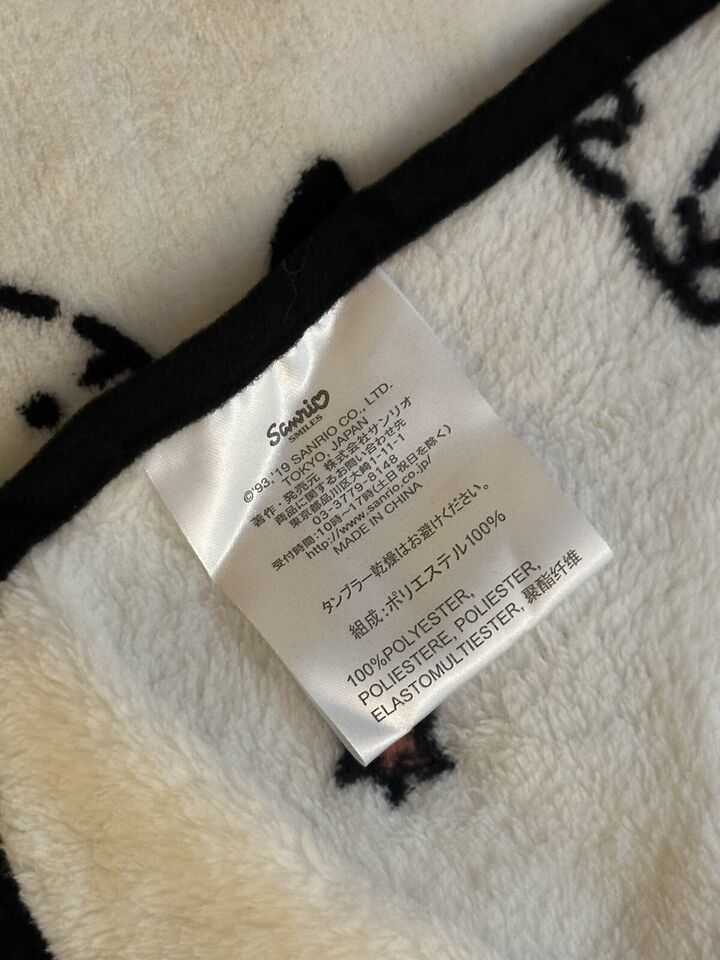 Sanrio
SMILES
©'93,'19 SANRIO CO., LTD.
TOKYO, JAPAN
著作・発売元 株式会社サンリオ
商品に関するお問い合わせ先
東京都品川区大崎1-11-1
03-3779-8148
受付時間:10時〜17時(土日祝日を除く)
http://www.sanrio.co.jp/
MADE IN CHINA
タンブラー乾燥はお避けください。
組成:ポリエステル100%
100%POLYESTER,
POLIESTERE, POLIESTER,
ELASTOMULTIESTER, 聚酯纤维